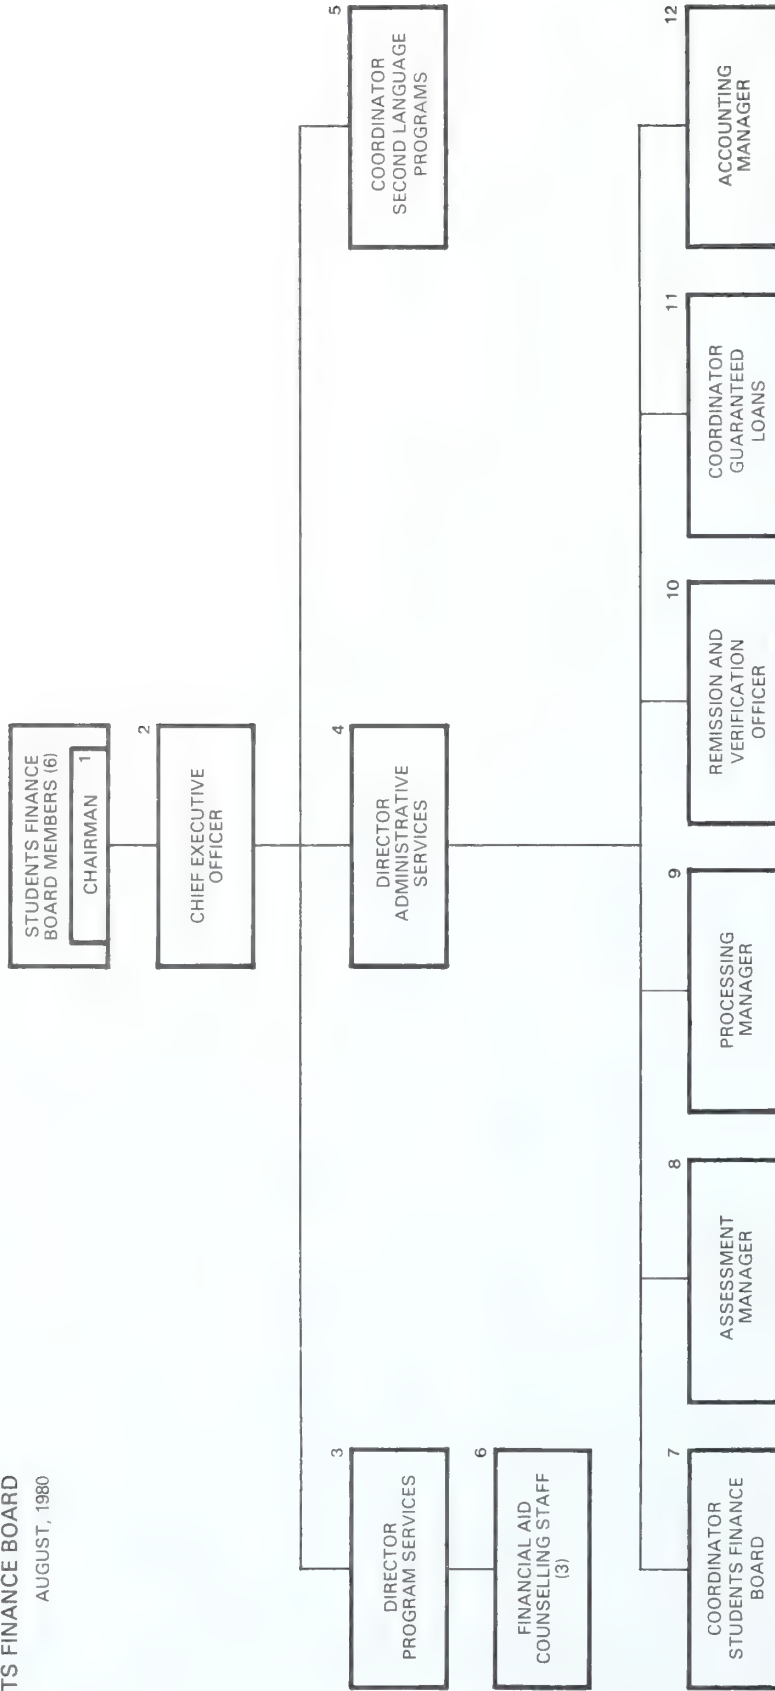 TS FINANCE BOARD
AUGUST, 1980
STUDENTS FINANCE
BOARD MEMBERS (6)
CHAIRMAN 1
2
CHIEF EXECUTIVE
OFFICER
3
DIRECTOR
PROGRAM SERVICES
4
DIRECTOR
ADMINISTRATIVE
SERVICES
5
COORDINATOR
SECOND LANGUAGE
PROGRAMS
6
FINANCIAL AID
COUNSELLING STAFF
(3)
7
COORDINATOR
STUDENTS FINANCE
BOARD
8
ASSESSMENT
MANAGER
9
PROCESSING
MANAGER
10
REMISSION AND
VERIFICATION
OFFICER
11
COORDINATOR
GUARANTEED
LOANS
12
ACCOUNTING
MANAGER